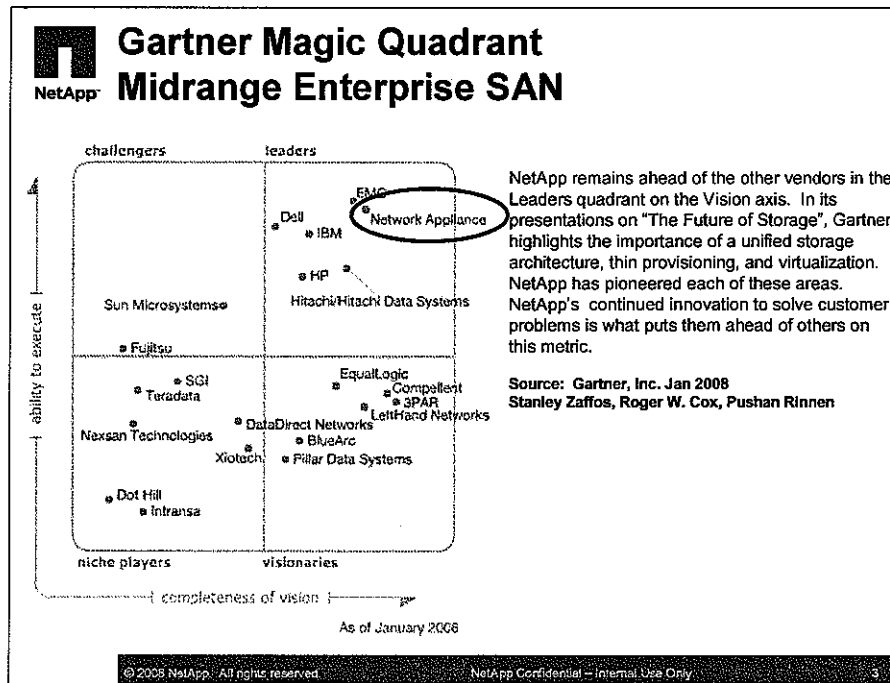 Gartner Magic Quadrant
NetApp Midrange Enterprise SAN
challengers leaders
EMC
Network Appliance
Dell
IBM
HP
Hitachi/Hitachi Data Systems
Sun Microsystems
Fujitsu
EqualLogic
SGI
Compellent
Teradata
3PAR
LeftHand Networks
DataDirect Networks
Nexsan Technologies
BlueArc
Xiotech
Pillar Data Systems
Dot Hill
Intransa
niche players visionaries
ability to execute
completeness of vision
As of January 2008
NetApp remains ahead of the other vendors in the
Leaders quadrant on the Vision axis. In its
presentations on "The Future of Storage", Gartner
highlights the importance of a unified storage
architecture, thin provisioning, and virtualization.
NetApp has pioneered each of these areas.
NetApp's continued innovation to solve customer
problems is what puts them ahead of others on
this metric.
Source: Gartner, Inc. Jan 2008
Stanley Zaffos, Roger W. Cox, Pushan Rinnen
© 2008 NetApp. All rights reserved. NetApp Confidential – Internal Use Only 3